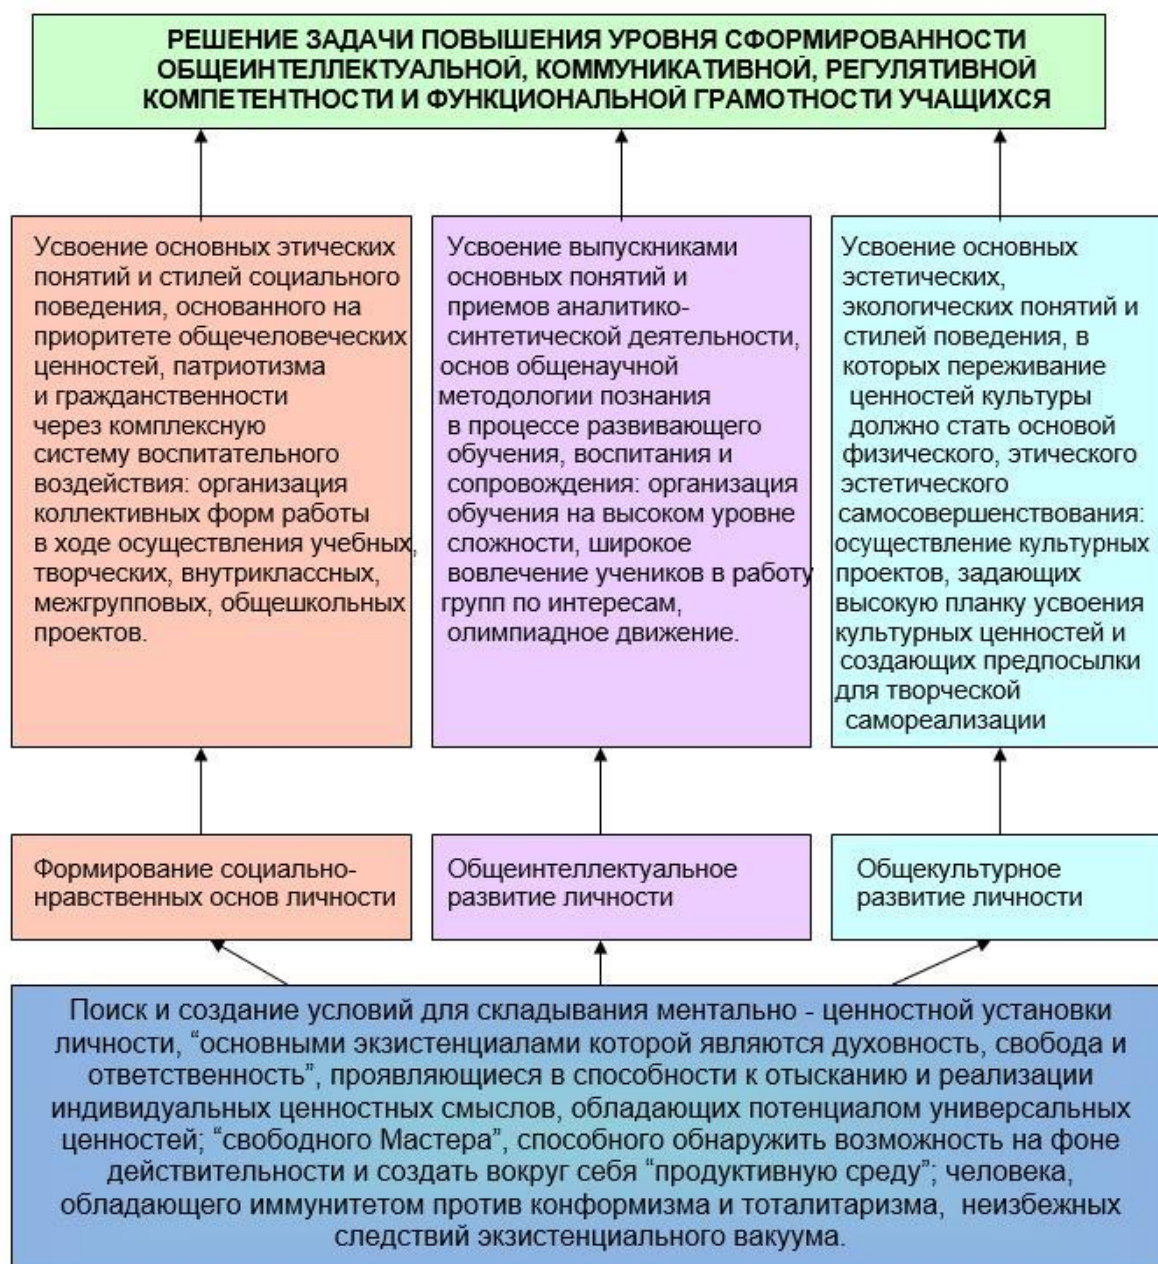 РЕШЕНИЕ ЗАДАЧИ ПОВЫШЕНИЯ УРОВНЯ СФОРМИРОВАННОСТИ
ОБЩЕИНТЕЛЛЕКТУАЛЬНОЙ, КОММУНИКАТИВНОЙ, РЕГУЛЯТИВНОЙ
КОМПЕТЕНТНОСТИ И ФУНКЦИОНАЛЬНОЙ ГРАМОТНОСТИ УЧАЩИХСЯ
Усвоение основных этических
понятий и стилей социального
поведения, основанного на
приоритете общечеловеческих
ценностей, патриотизма
и гражданственности
через комплексную
систему воспитательного
воздействия: организация
коллективных форм работы
в ходе осуществления учебных,
творческих, внутриклассных,
межгрупповых, общешкольных
проектов.
Усвоение выпускниками
основных понятий и
приемов аналитико-
синтетической деятельности,
основ общенаучной
методологии познания
в процессе развивающего
обучения, воспитания и
сопровождения: организация
обучения на высоком уровне
сложности, широкое
вовлечение учеников в работу
групп по интересам,
олимпиадное движение.
Усвоение основных
эстетических,
экологических понятий и
стилей поведения, в
которых переживание
ценностей культуры
должно стать основой
физического, этического
эстетического
самосовершенствования:
осуществление культурных
проектов, задающих
высокую планку усвоения
культурных ценностей и
создающих предпосылки
для творческой
самореализации
Формирование социально-
нравственных основ личности
Общеинтеллектуальное
развитие личности
Общекультурное
развитие личности
Поиск и создание условий для складывания ментально - ценностной установки
личности, “основными экзистенциалами которой являются духовность, свобода и
ответственность”, проявляющиеся в способности к отысканию и реализации
индивидуальных ценностных смыслов, обладающих потенциалом универсальных
ценностей; “свободного Мастера”, способного обнаружить возможность на фоне
действительности и создать вокруг себя “продуктивную среду”; человека,
обладающего иммунитетом против конформизма и тоталитаризма, неизбежных
следствий экзистенциального вакуума.